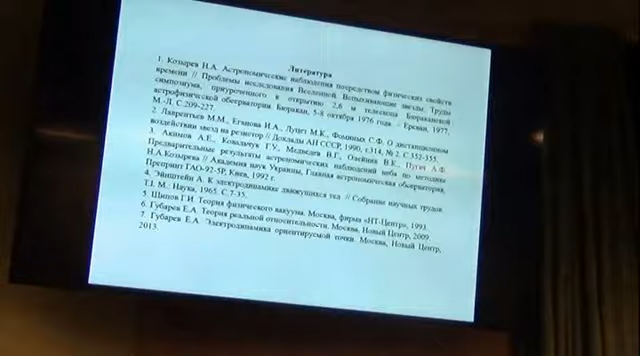 Литература
1. Козырев Н.А. Астрономические наблюдения посредством физических свойств
времени // Проблемы исследования Вселенной. Вспыхивающие звезды. Труды
симпозиума, приуроченного к открытию 2,6 м телескопа Бюраканской
астрофизической обсерватории. Бюракан, 5-8 октября 1976 года - Ереван, 1977,
М.-Л. С.209-227.
2. Лаврентьев М.М., Еганова И.А., Луцет М.К., Фоминых С.Ф. О дистанционном
воздействии звезд на резистор // Доклады АН СССР, 1990, т.314, № 2. С.352-355.
3. Акимов А.Е., Ковальчук Г.У., Медведев В.Г., Олейник В.К., Пугач А.Ф.
Предварительные результаты астрономических наблюдений неба по методике
Н.А.Козырева // Академия наук Украины, Главная астрономическая обсерватория,
Препринт ГАО-92-5Р, Киев, 1992 г.
4. Эйнштейн А. К электродинамике движущихся тел // Собрание научных трудов.
Т.I. М.: Наука, 1965. С.7-35.
5. Шипов Г.И. Теория физического вакуума. Москва, фирма «НТ-Центр», 1993.
6. Губарев Е.А. Теория реальной относительности. Москва, Новый Центр, 2009
7. Губарев Е.А. Электродинамика ориентируемой точки. Москва, Новый Центр,
2013.